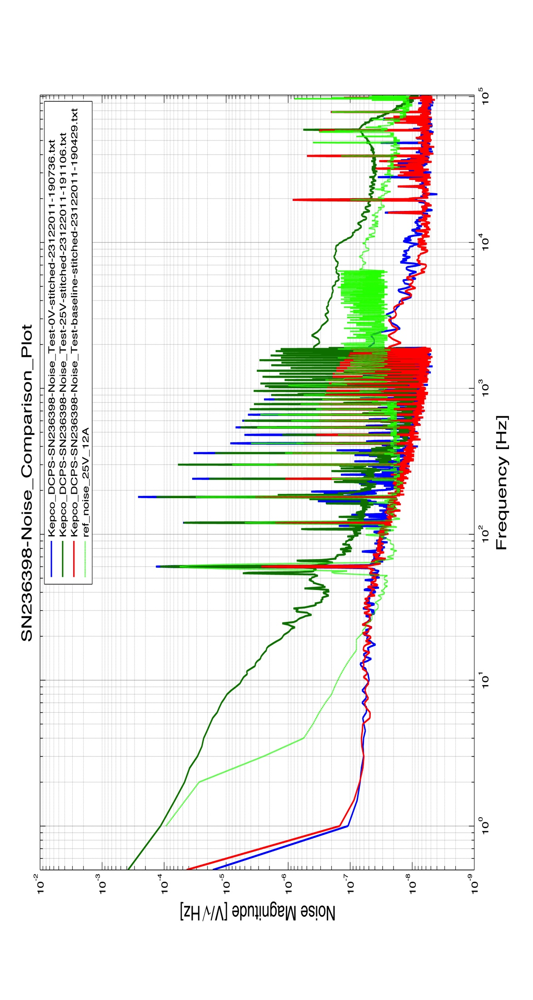 SN236398-Noise_Comparison_Plot
Kepco_DCPS-SN236398-Noise_Test-0V-stitched-23122011-190736.txt
Kepco_DCPS-SN236398-Noise_Test-25V-stitched-23122011-191106.txt
Kepco_DCPS-SN236398-Noise_Test-baseline-stitched-23122011-190429.txt
ref_noise_25V_12A
Noise Magnitude [V/√Hz]
10^-2
10^-3
10^-4
10^-5
10^-6
10^-7
10^-8
10^-9
10^0
10^1
10^2
10^3
10^4
10^5
Frequency [Hz]